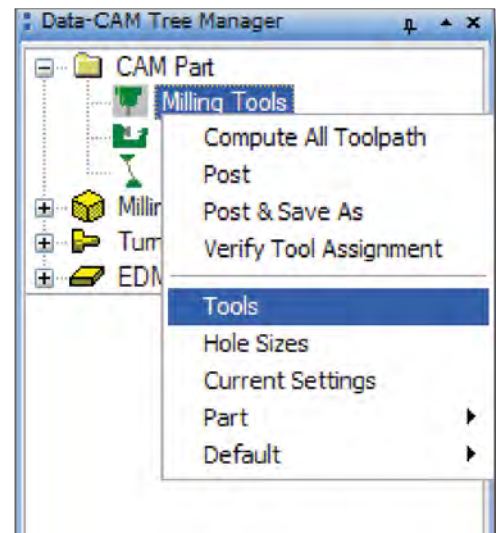 Data-CAM Tree Manager
CAM Part
Milling Tools
Compute All Toolpath
Post
Post & Save As
Verify Tool Assignment
Tools
Hole Sizes
Current Settings
Part
Default